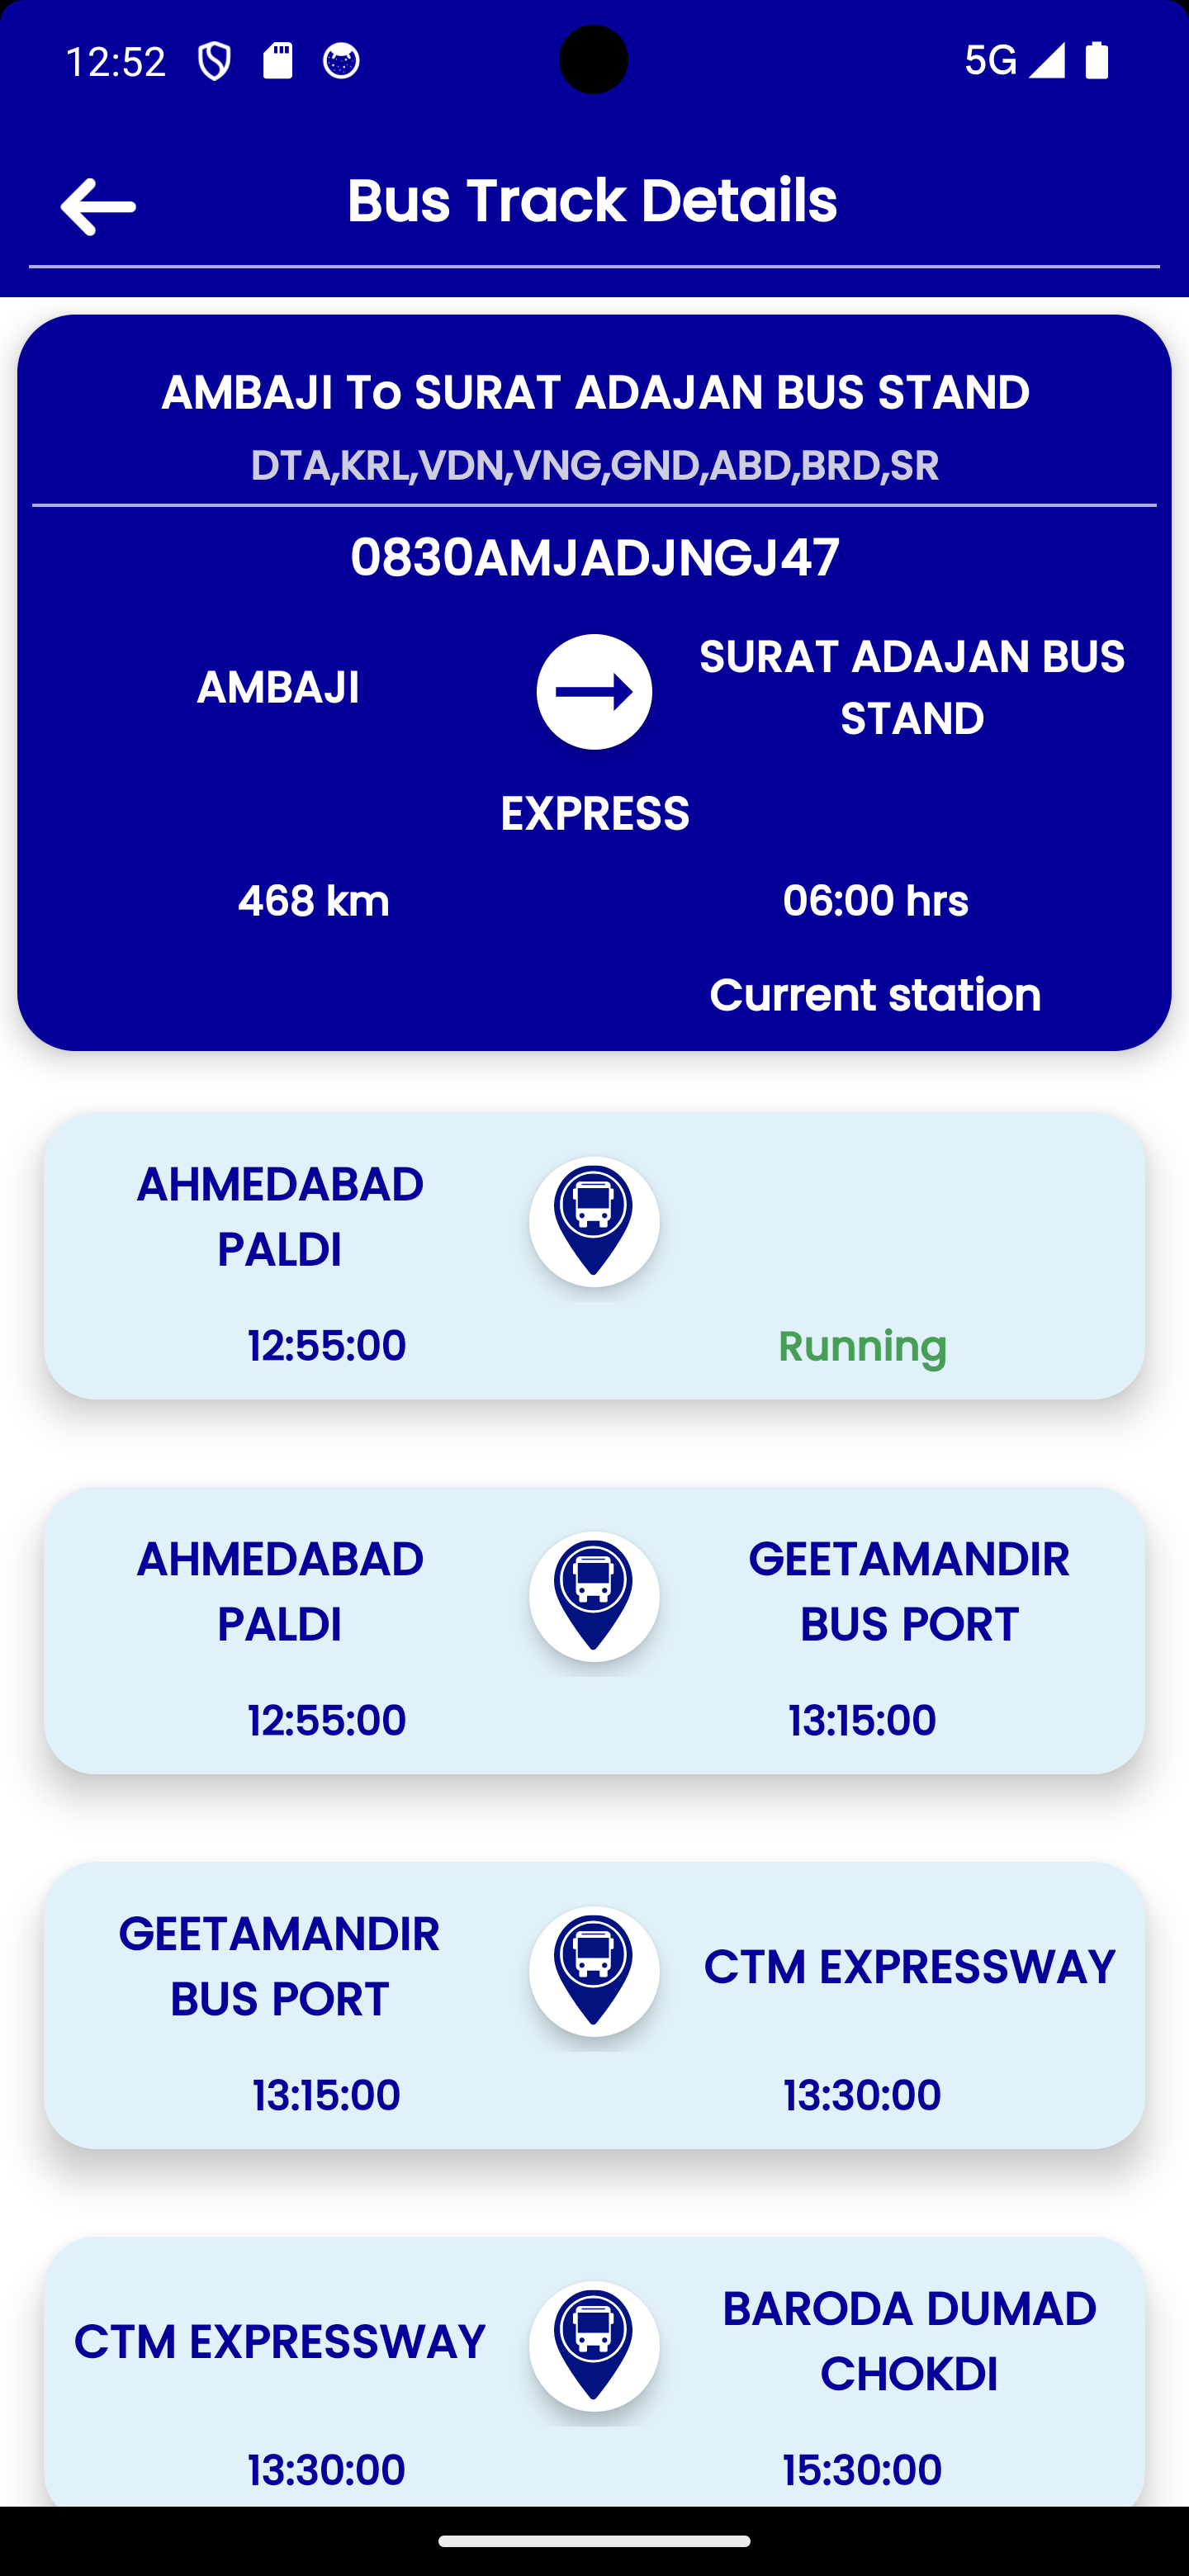 12:52
5G
Bus Track Details
AMBAJI To SURAT ADAJAN BUS STAND
DTA,KRL,VDN,VNG,GND,ABD,BRD,SR
0830AMJADJNGJ47
AMBAJI
SURAT ADAJAN BUS
STAND
EXPRESS
468 km
06:00 hrs
Current station
AHMEDABAD
PALDI
12:55:00
Running
AHMEDABAD
PALDI
GEETAMANDIR
BUS PORT
12:55:00
13:15:00
GEETAMANDIR
BUS PORT
CTM EXPRESSWAY
13:15:00
13:30:00
CTM EXPRESSWAY
BARODA DUMAD
CHOKDI
13:30:00
15:30:00